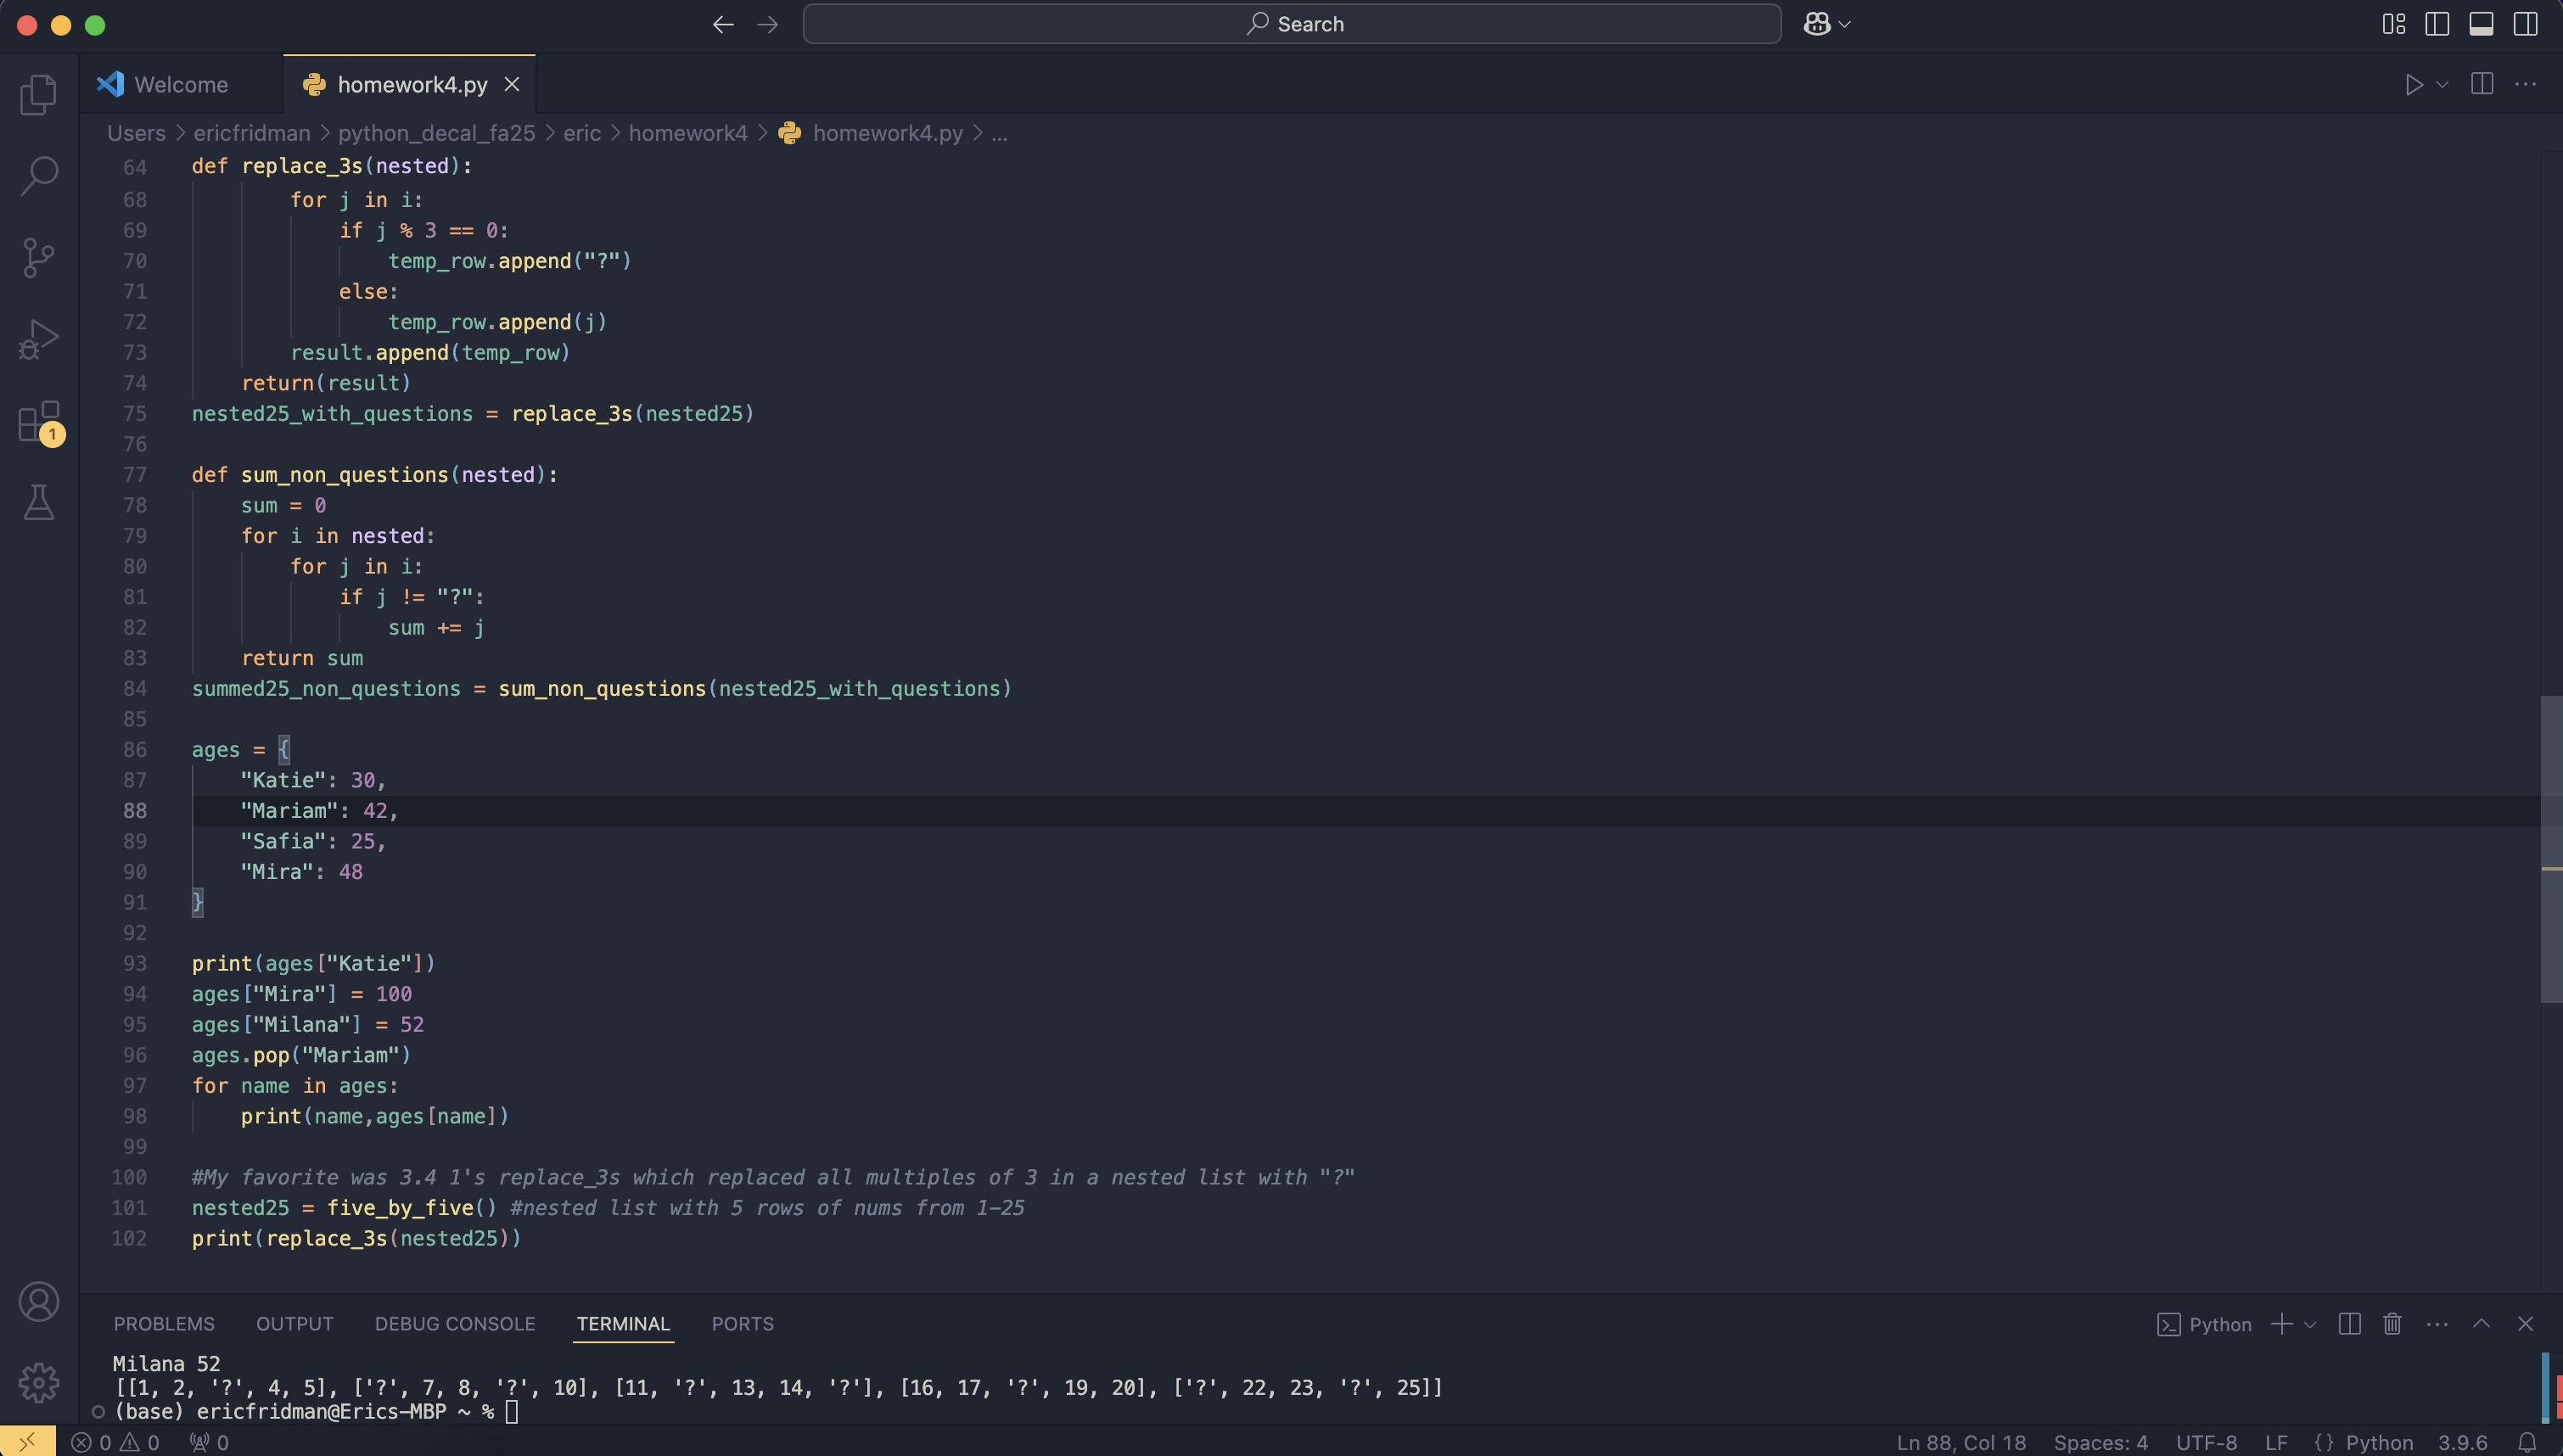 Search
Welcome
homework4.py
Users > ericfridman > python_decal_fa25 > eric > homework4 > homework4.py > ...
64 def replace_3s(nested):
68 for j in i:
69 if j % 3 == 0:
70 temp_row.append("?")
71 else:
72 temp_row.append(j)
73 result.append(temp_row)
74 return(result)
75 nested25_with_questions = replace_3s(nested25)
76
77 def sum_non_questions(nested):
78 sum = 0
79 for i in nested:
80 for j in i:
81 if j != "?":
82 sum += j
83 return sum
84 summed25_non_questions = sum_non_questions(nested25_with_questions)
85
86 ages = {
87 "Katie": 30,
88 "Mariam": 42,
89 "Safia": 25,
90 "Mira": 48
91 }
92
93 print(ages["Katie"])
94 ages["Mira"] = 100
95 ages["Milana"] = 52
96 ages.pop("Mariam")
97 for name in ages:
98 print(name,ages[name])
99
100 #My favorite was 3.4 1's replace_3s which replaced all multiples of 3 in a nested list with "?"
101 nested25 = five_by_five() #nested list with 5 rows of nums from 1-25
102 print(replace_3s(nested25))
1
PROBLEMS OUTPUT DEBUG CONSOLE TERMINAL PORTS
Python
Milana 52
[[1, 2, '?', 4, 5], ['?', 7, 8, '?', 10], [11, '?', 13, 14, '?'], [16, 17, '?', 19, 20], ['?', 22, 23, '?', 25]]
(base) ericfridman@Erics-MBP ~ %
0 0 0
Ln 88, Col 18 Spaces: 4 UTF-8 LF {} Python 3.9.6